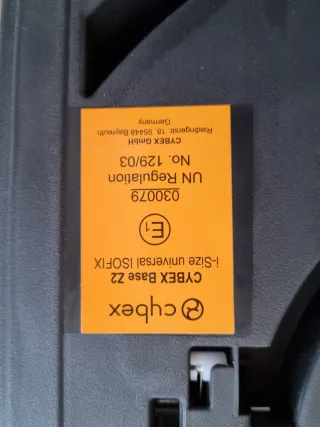 cybex
CYBEX Base Z2
i-Size universal ISOFIX
E1
030079
UN Regulation
No. 129/03
CYBEX GmbH
Riedingerstr. 18, 95448 Bayreuth
Germany